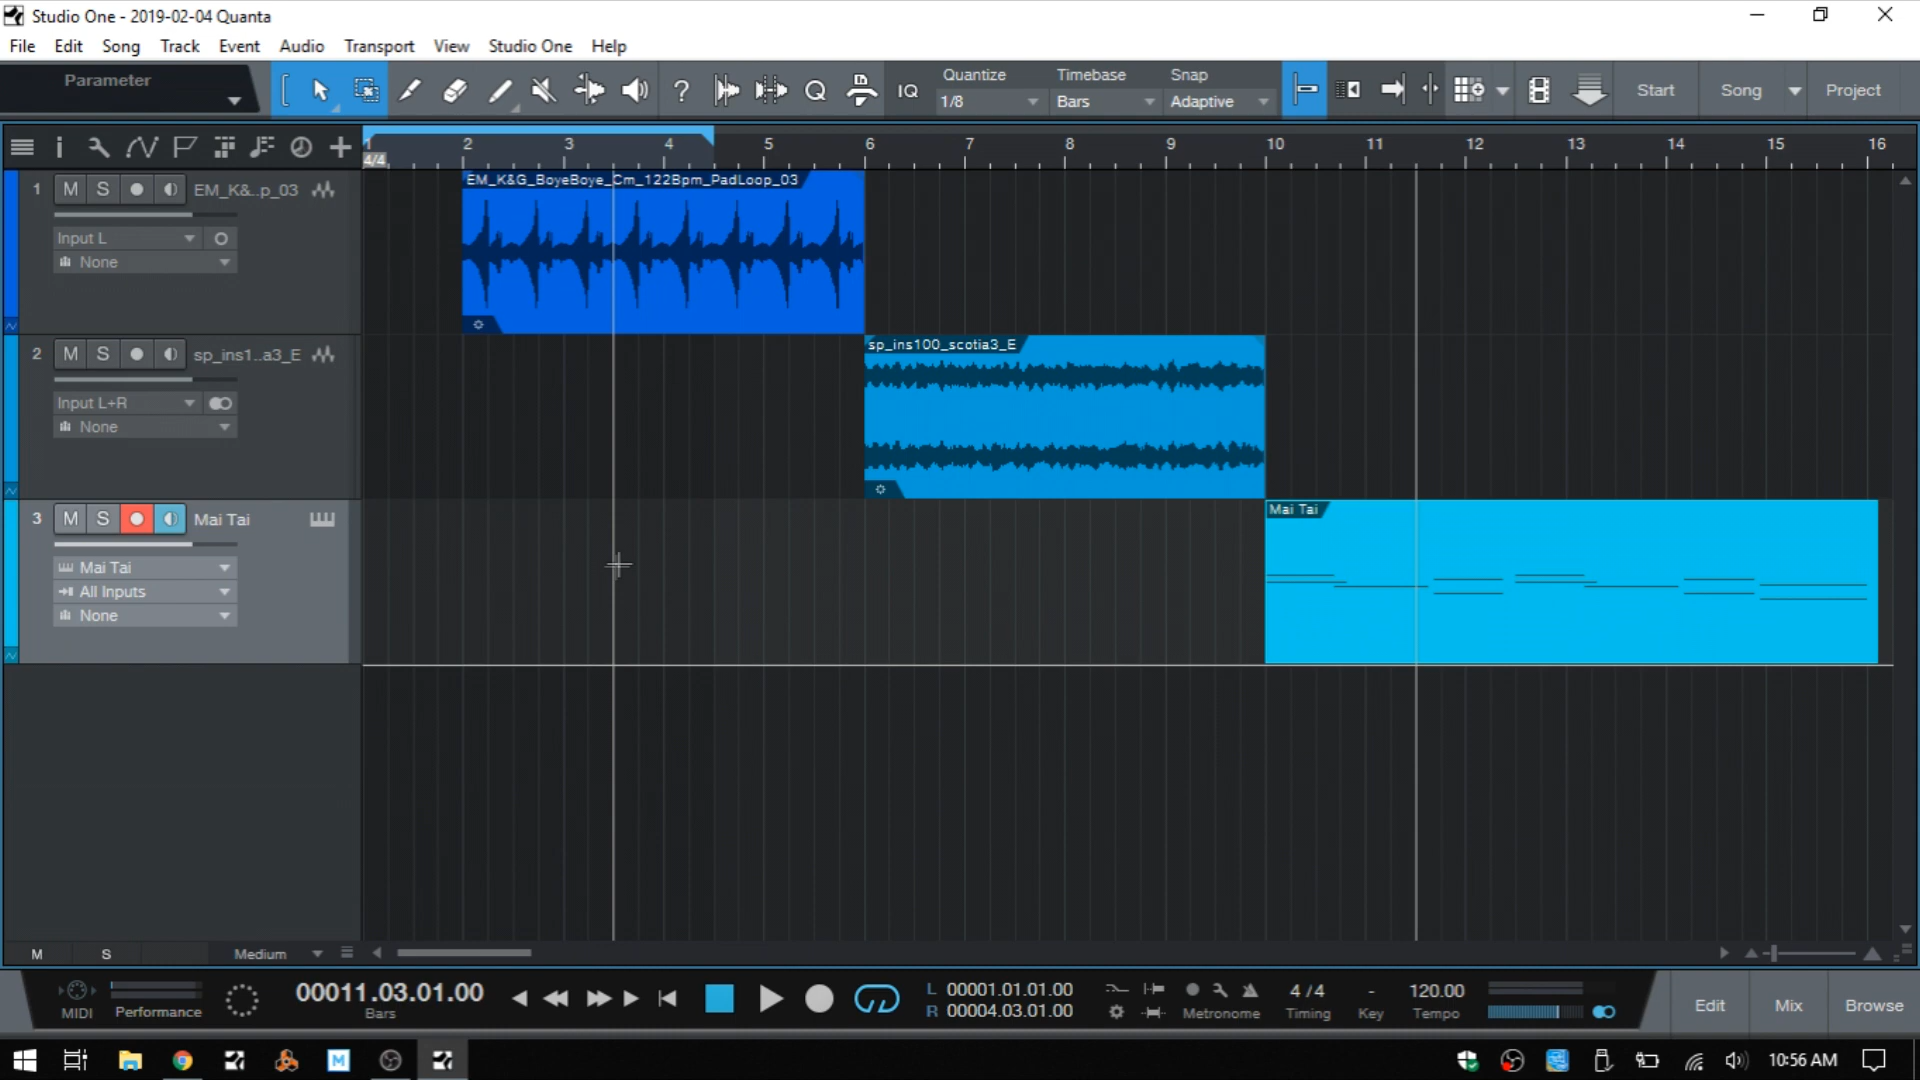 Studio One - 2019-02-04 Quanta
File Edit Song Track Event Audio Transport View Studio One Help
Parameter
? Q IQ
Quantize Timebase Snap
1/8 Bars Adaptive
Start Song Project
1 2 3 4 5 6 7 8 9 10 11 12 13 14 15 16
4/4
1 M S EM_K&..p_03
Input L
None
EM_K&G_BoyeBoye_Cm_122Bpm_PadLoop_03
2 M S sp_ins1..a3_E
Input L+R
None
sp_ins100_scotia3_E
3 M S Mai Tai
Mai Tai
All Inputs
None
Mai Tai
M S Medium
MIDI Performance
00011.03.01.00
Bars
L 00001.01.01.00
R 00004.03.01.00
Metronome
4 / 4
Timing
-
Key
120.00
Tempo
Edit Mix Browse
M
10:56 AM